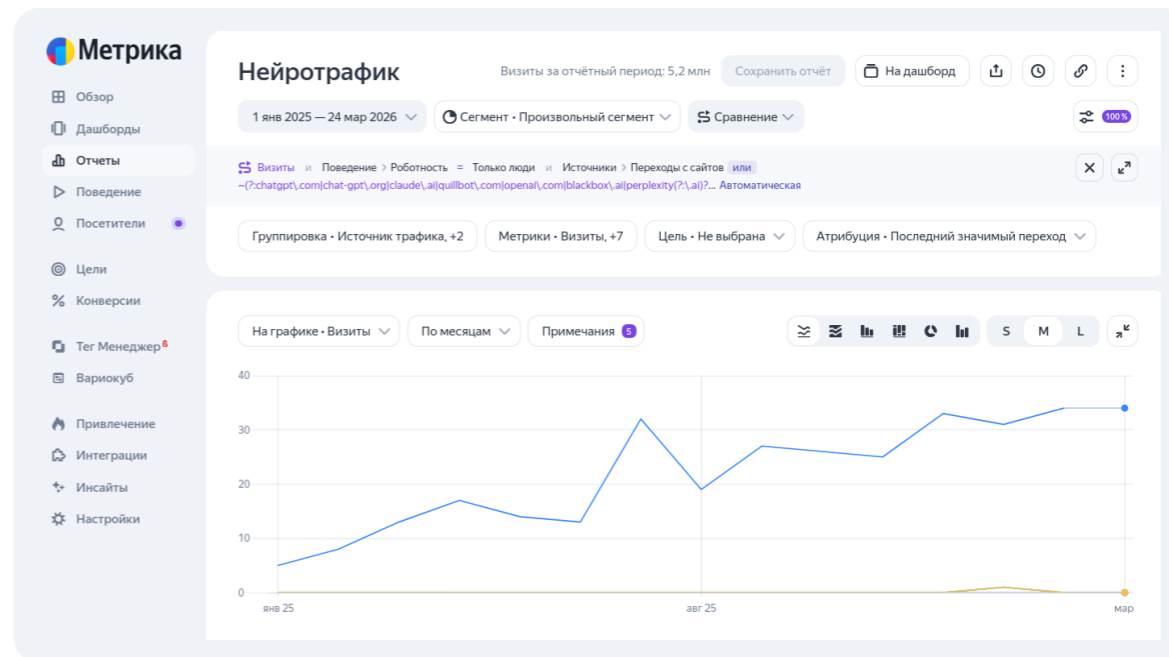 Метрика
Обзор
Дашборды
Отчеты
Поведение
Посетители
Цели
Конверсии
Тег Менеджер β
Вариокуб
Привлечение
Интеграции
Инсайты
Настройки
Нейротрафик
Визиты за отчётный период: 5,2 млн
Сохранить отчёт
На дашборд
1 янв 2025 — 24 мар 2026
Сегмент • Произвольный сегмент
Сравнение
100 %
Визиты и Поведение > Роботность = Только люди и Источники > Переходы с сайтов или
~(?:chatgpt\.com|chat-gpt\.org|claude\.ai|quillbot\.com|openai\.com|blackbox\.ai|perplexity(?:\.ai)?... Автоматическая
Группировка • Источник трафика, +2
Метрики • Визиты, +7
Цель • Не выбрана
Атрибуция • Последний значимый переход
На графике • Визиты
По месяцам
Примечания 5
S M L
40
30
20
10
0
янв 25
авг 25
мар